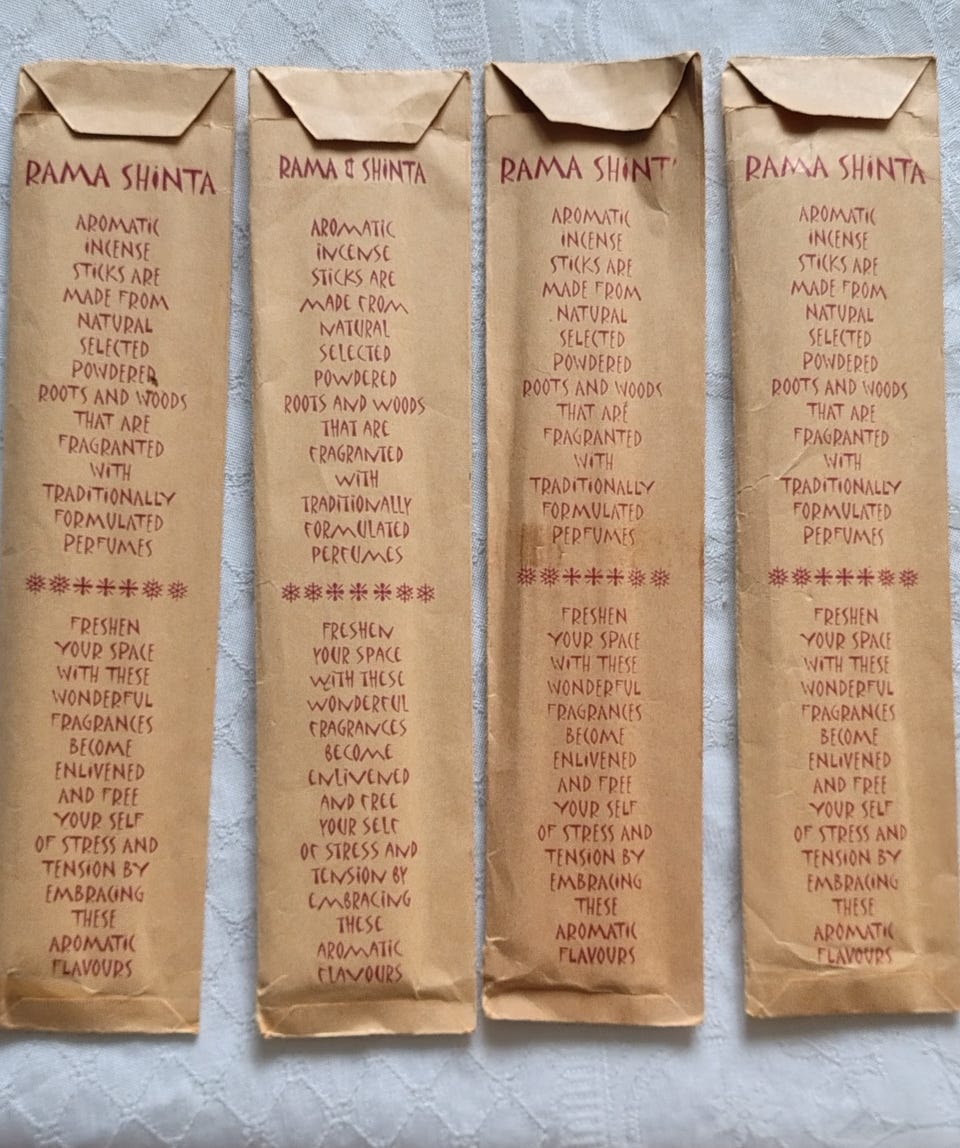 RAMA SHINTA
AROMATIC
INCENSE
STICKS ARE
MADE FROM
NATURAL
SELECTED
POWDERED
ROOTS AND WOODS
THAT ARE
FRAGRANTED
WITH
TRADITIONALLY
FORMULATED
PERFUMES
FRESHEN
YOUR SPACE
WITH THESE
WONDERFUL
FRAGRANCES
BECOME
ENLIVENED
AND FREE
YOUR SELF
OF STRESS AND
TENSION BY
EMBRACING
THESE
AROMATIC
FLAVOURS
RAMA & SHINTA
AROMATIC
INCENSE
STICKS ARE
MADE FROM
NATURAL
SELECTED
POWDERED
ROOTS AND WOODS
THAT ARE
FRAGRANTED
WITH
TRADITIONALLY
FORMULATED
PERFUMES
FRESHEN
YOUR SPACE
WITH THESE
WONDERFUL
FRAGRANCES
BECOME
ENLIVENED
AND FREE
YOUR SELF
OF STRESS AND
TENSION BY
EMBRACING
THESE
AROMATIC
FLAVOURS
RAMA SHINT
AROMATIC
INCENSE
STICKS ARE
MADE FROM
NATURAL
SELECTED
POWDERED
ROOTS AND WOODS
THAT ARE
FRAGRANTED
WITH
TRADITIONALLY
FORMULATED
PERFUMES
FRESHEN
YOUR SPACE
WITH THESE
WONDERFUL
FRAGRANCES
BECOME
ENLIVENED
AND FREE
YOUR SELF
OF STRESS AND
TENSION BY
EMBRACING
THESE
AROMATIC
FLAVOURS
RAMA SHINTA
AROMATIC
INCENSE
STICKS ARE
MADE FROM
NATURAL
SELECTED
POWDERED
ROOTS AND WOODS
THAT ARE
FRAGRANTED
WITH
TRADITIONALLY
FORMULATED
PERFUMES
FRESHEN
YOUR SPACE
WITH THESE
WONDERFUL
FRAGRANCES
BECOME
ENLIVENED
AND FREE
YOUR SELF
OF STRESS AND
TENSION BY
EMBRACING
THESE
AROMATIC
FLAVOURS